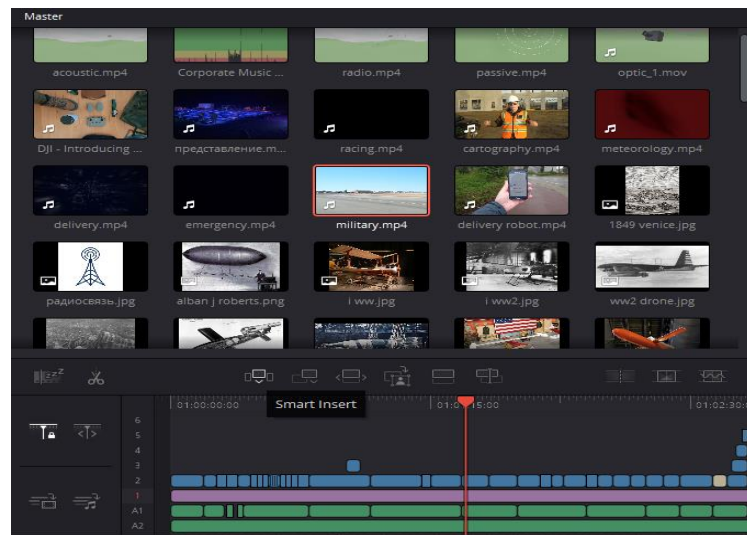 Master
acoustic.mp4
Corporate Music ...
radio.mp4
passive.mp4
optic_1.mov
DJI - Introducing ...
представление.m...
racing.mp4
cartography.mp4
meteorology.mp4
delivery.mp4
emergency.mp4
military.mp4
delivery robot.mp4
1849 venice.jpg
радиосвязь.jpg
alban j roberts.png
i ww.jpg
i ww2.jpg
ww2 drone.jpg
zzZ
Smart Insert
01:00:00:00
15:00
01:02:30:
6
5
4
3
2
1
A1
A2